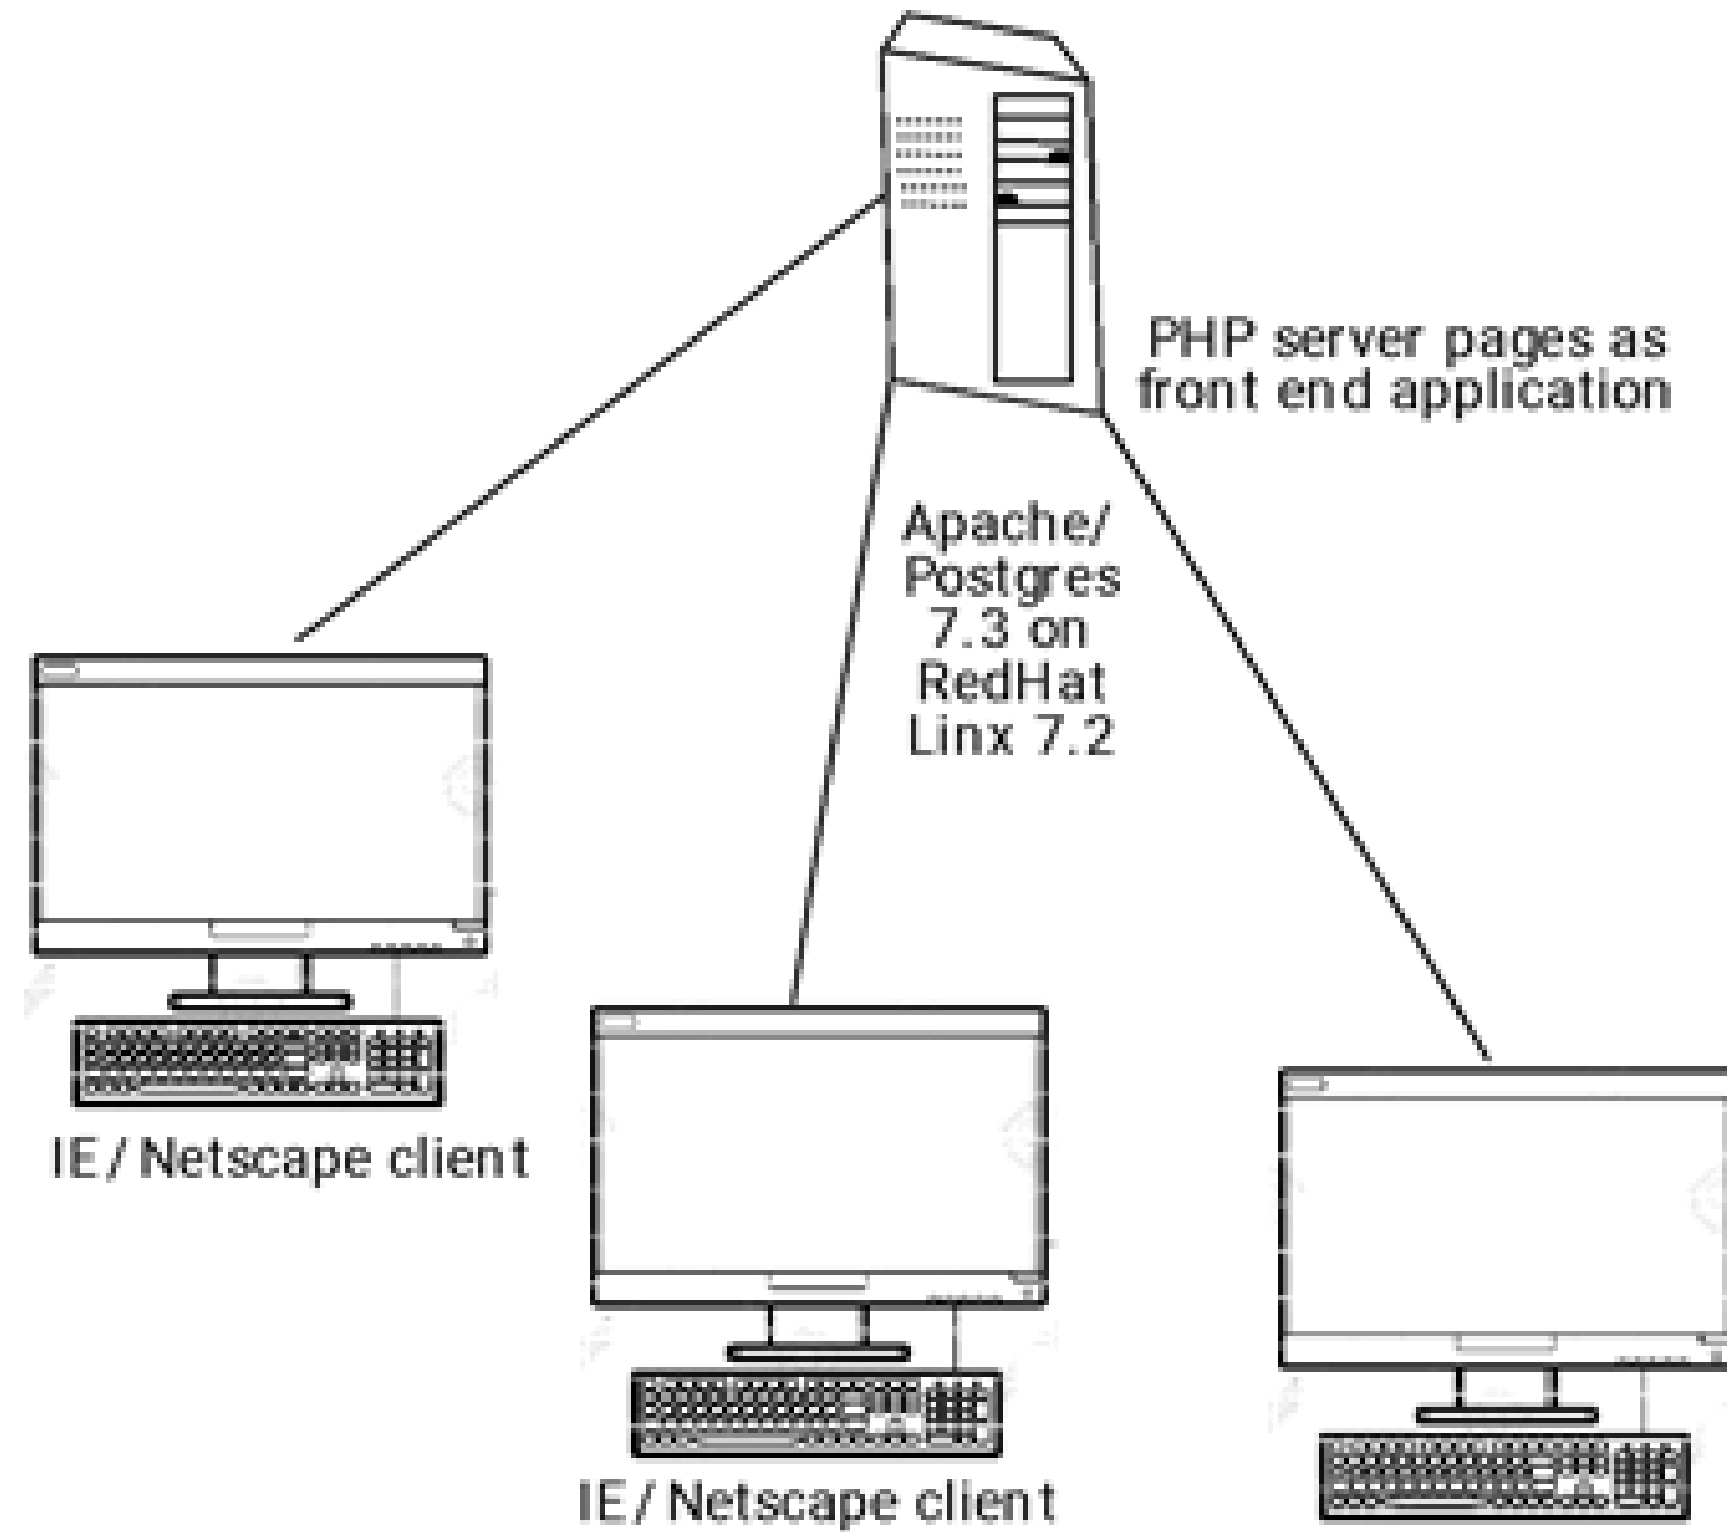 PHP server pages as
front end application
Apache/
Postgres
7.3 on
RedHat
Linx 7.2
IE/Netscape client
IE/Netscape client